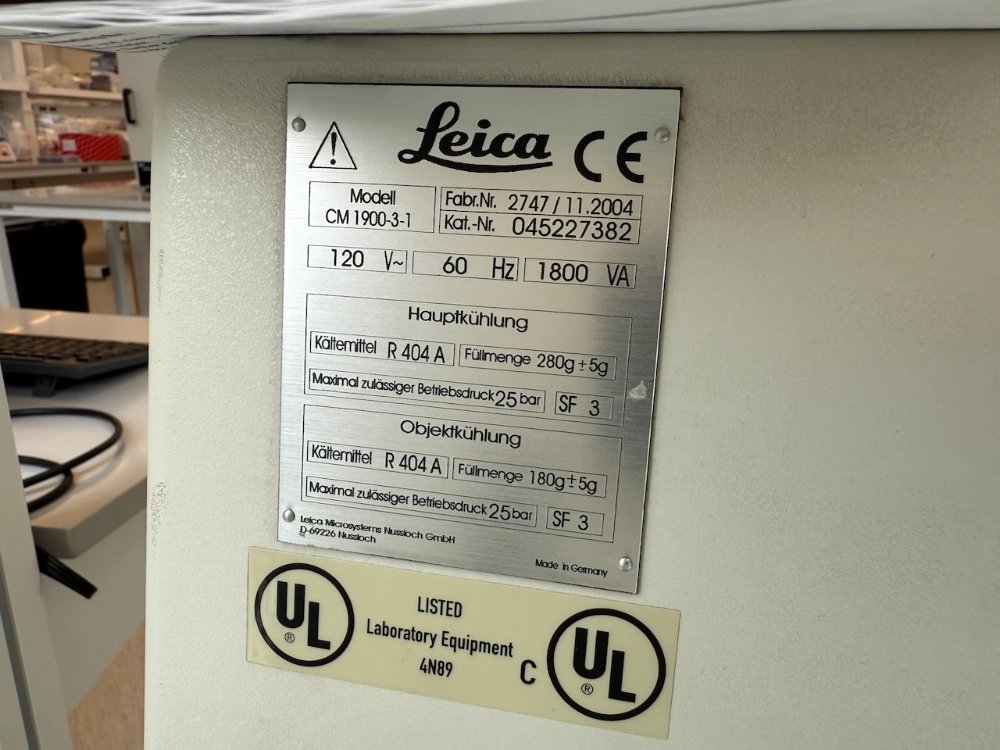 Leica CE
Modell
CM 1900-3-1
Fabr.Nr. 2747 / 11.2004
Kat.-Nr. 045227382
120 V~ 60 Hz 1800 VA
Hauptkühlung
Kältemittel R 404 A Füllmenge 280g ± 5g
Maximal zulässiger Betriebsdruck 25 bar SF 3
Objektkühlung
Kältemittel R 404 A Füllmenge 180g ± 5g
Maximal zulässiger Betriebsdruck 25 bar SF 3
Leica Microsystems Nussloch GmbH
D-69226 Nussloch
Made in Germany
UL ®
LISTED
Laboratory Equipment
4N89
C UL ®